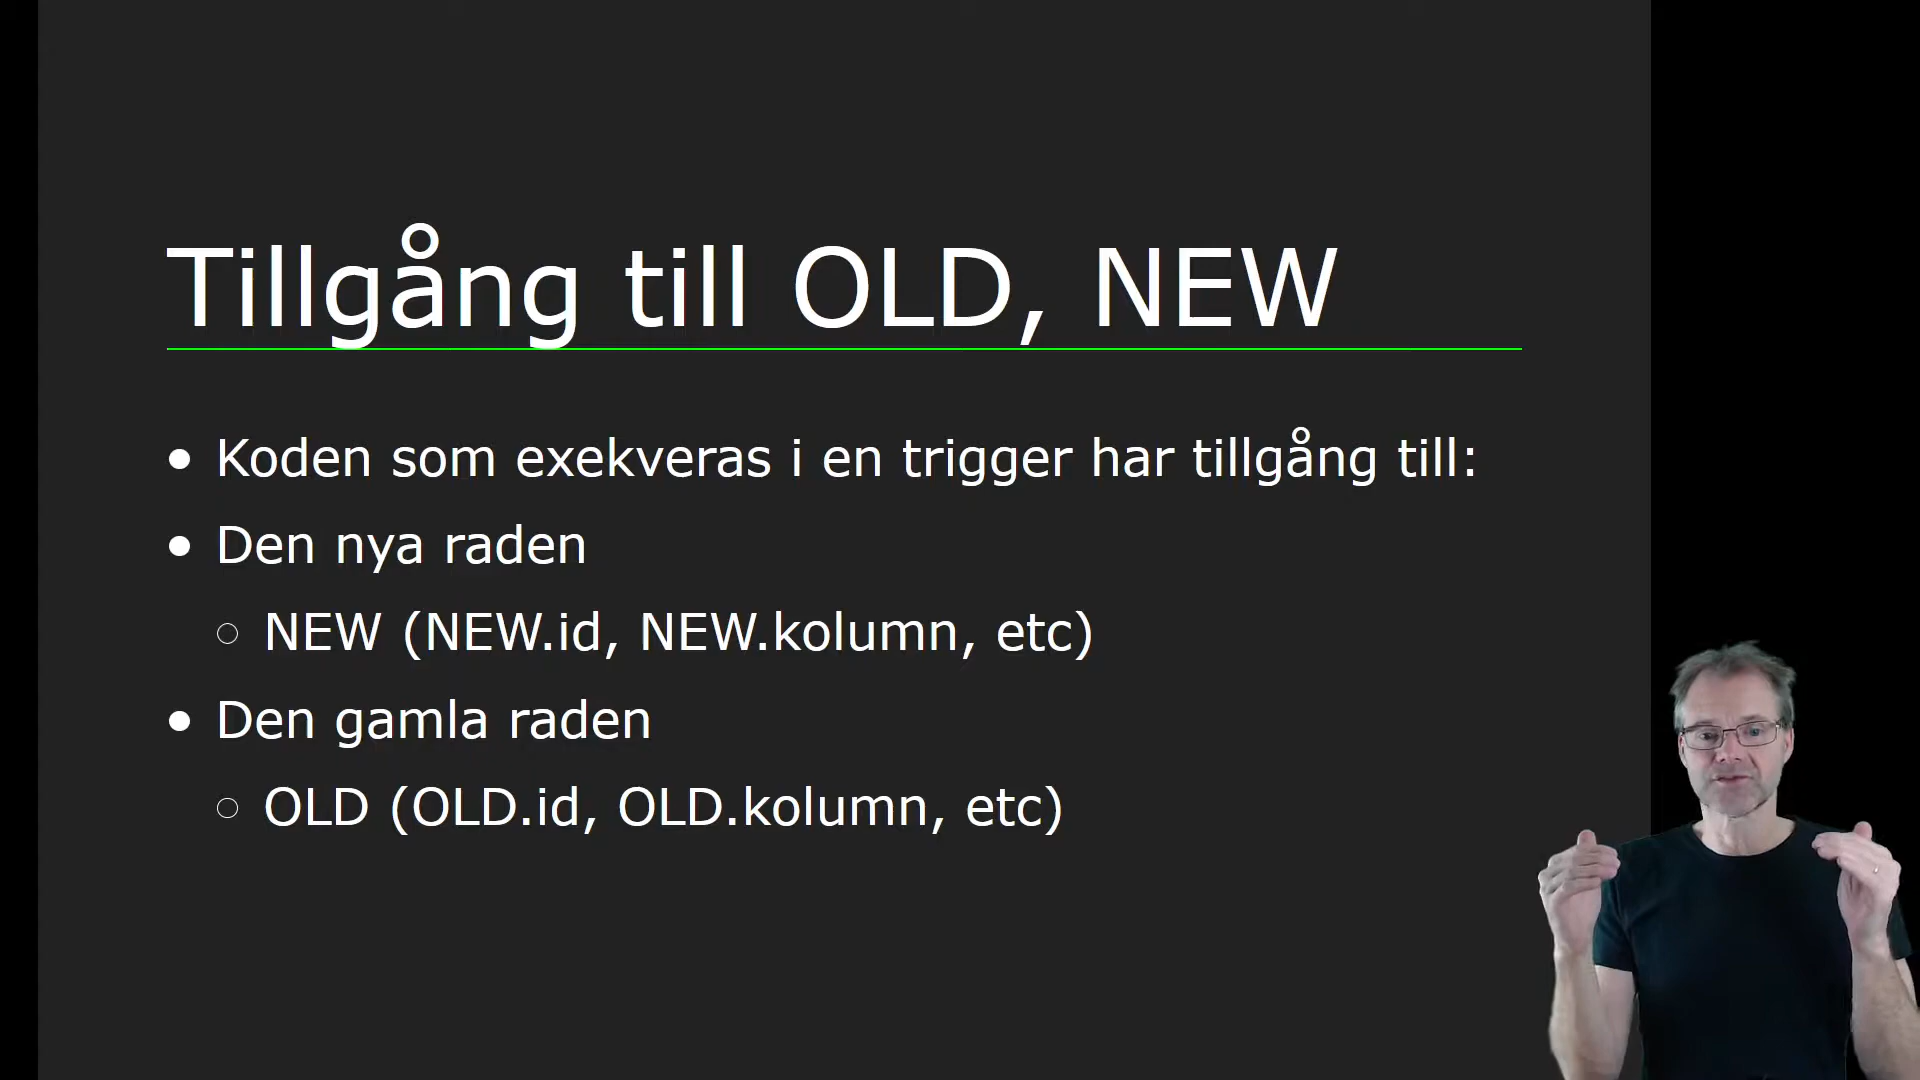 Tillgång till OLD, NEW
Koden som exekveras i en trigger har tillgång till:
Den nya raden
NEW (NEW.id, NEW.kolumn, etc)
Den gamla raden
OLD (OLD.id, OLD.kolumn, etc)